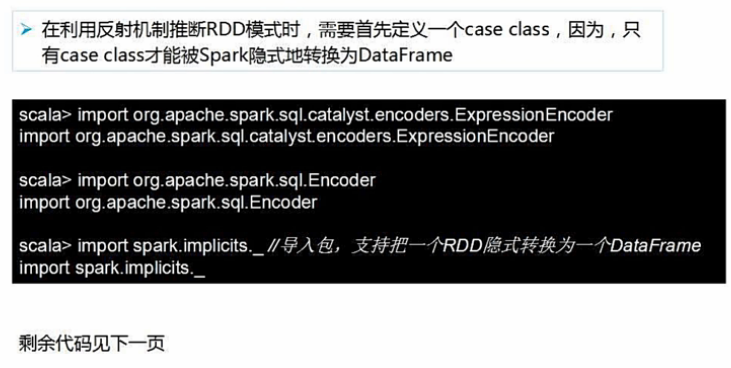 在利用反射机制推断RDD模式时，需要首先定义一个case class，因为，只
有case class才能被Spark隐式地转换为DataFrame
scala> import org.apache.spark.sql.catalyst.encoders.ExpressionEncoder
import org.apache.spark.sql.catalyst.encoders.ExpressionEncoder
scala> import org.apache.spark.sql.Encoder
import org.apache.spark.sql.Encoder
scala> import spark.implicits._ //导入包，支持把一个RDD隐式转换为一个DataFrame
import spark.implicits._
剩余代码见下一页